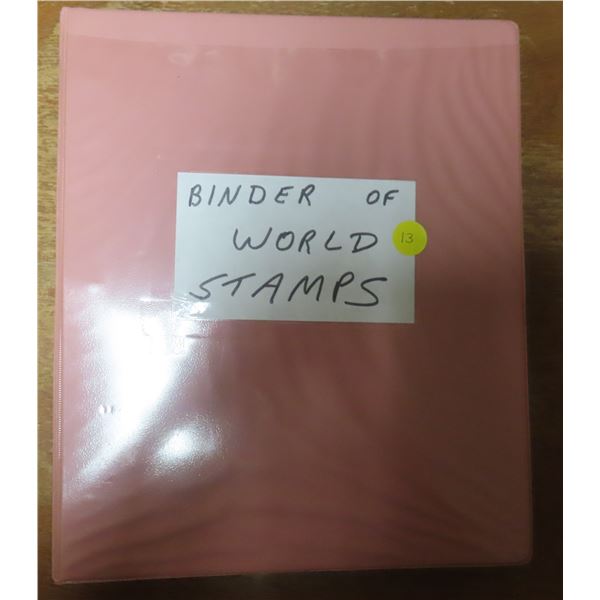 BINDER OF
WORLD
13
STAMPS